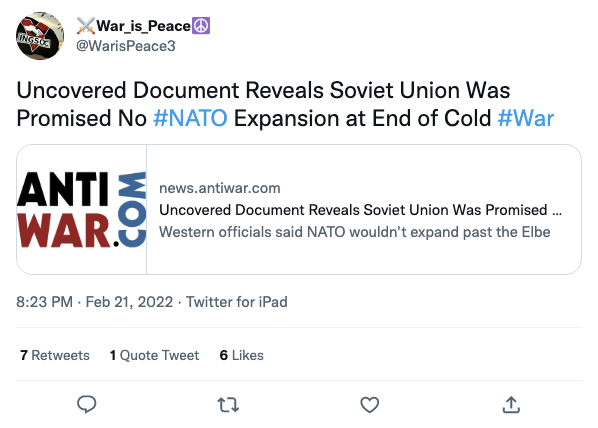 ⚔️War_is_Peace☮️
@WarisPeace3
INGSOC
Uncovered Document Reveals Soviet Union Was
Promised No #NATO Expansion at End of Cold #War
ANTI
WAR.COM
news.antiwar.com
Uncovered Document Reveals Soviet Union Was Promised ...
Western officials said NATO wouldn't expand past the Elbe
8:23 PM · Feb 21, 2022 · Twitter for iPad
7 Retweets 1 Quote Tweet 6 Likes